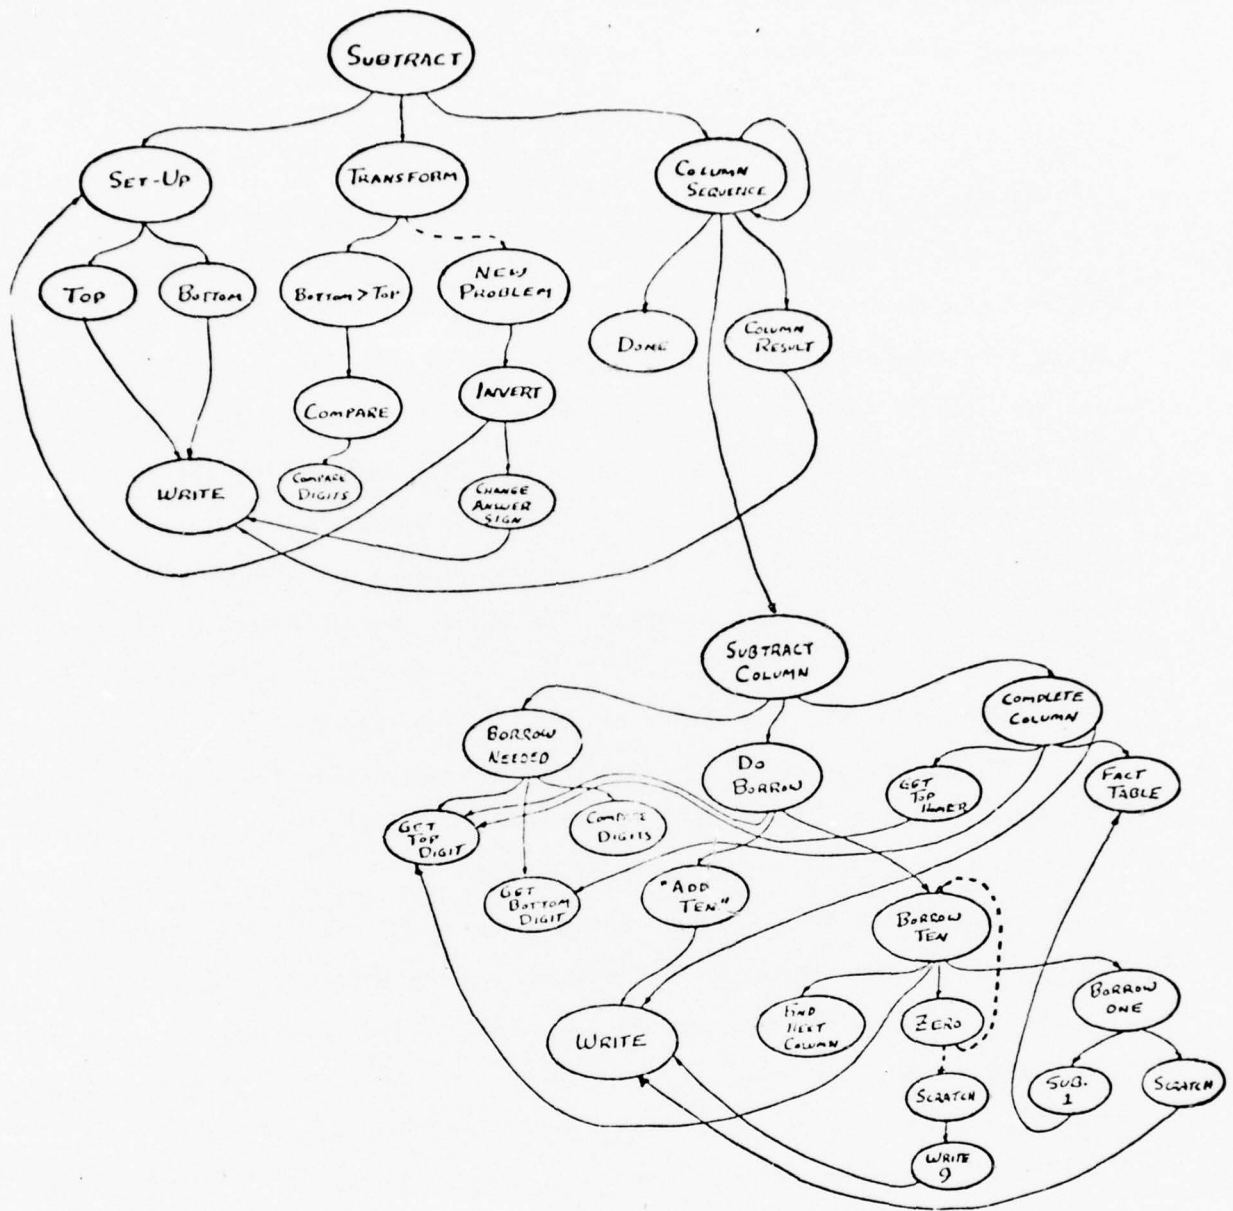 SUBTRACT
SET-UP
TRANSFORM
COLUMN
SEQUENCE
TOP
BOTTOM
BOTTOM > TOP
NEW
PROBLEM
DONE
COLUMN
RESULT
COMPARE
INVERT
WRITE
COMPARE
DIGITS
CHANGE
ANSWER
SIGN
SUBTRACT
COLUMN
BORROW
NEEDED
DO
BORROW
COMPLETE
COLUMN
GET
TOP
FACT
TABLE
GET
TOP
DIGIT
DIGITS
GET
BOTTOM
DIGIT
"ADD
TEN"
BORROW
TEN
WRITE
FIND
NEXT
COLUMN
ZERO
BORROW
ONE
SCRATCH
SUB.
1
SCRATCH
WRITE
9